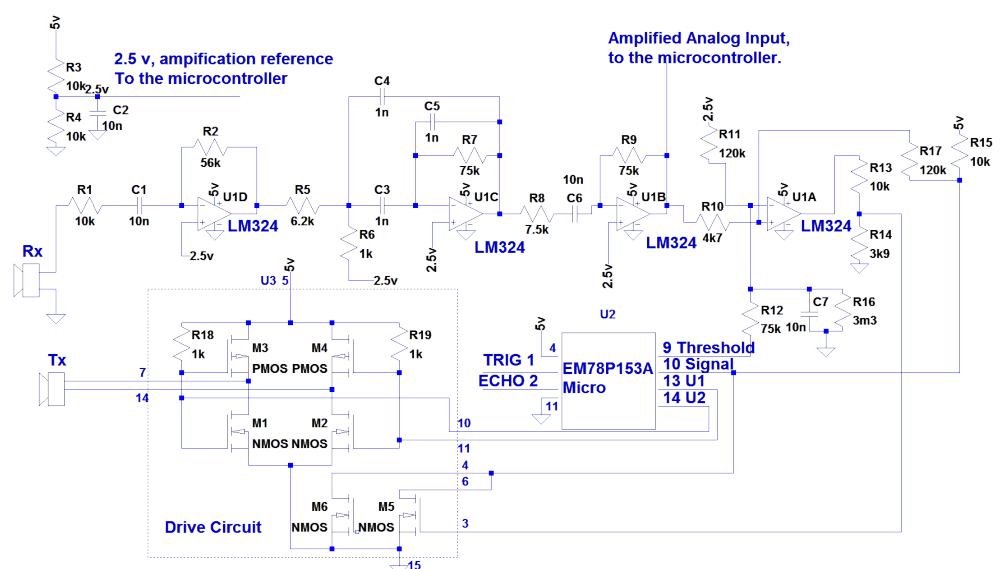 5v
R3
10k
2.5v
R4
10k
C2
10n
2.5 v, ampification reference
To the microcontroller
R2
56k
R1
10k
C1
10n
5v
U1D
LM324
2.5v
Rx
C4
1n
C5
1n
R7
75k
R5
6.2k
C3
1n
R6
1k
2.5v
5v
U1C
LM324
2.5v
Amplified Analog Input,
to the microcontroller.
R8
7.5k
10n
C6
R9
75k
5v
U1B
LM324
2.5v
R10
4k7
2.5v
R11
120k
5v
U1A
LM324
R17
120k
5v
R15
10k
R13
10k
R14
3k9
R12
75k
C7
10n
R16
3m3
U3
5v
5
R18
1k
M3
PMOS
M4
PMOS
R19
1k
Tx
7
14
M1
NMOS
M2
NMOS
10
11
4
6
M6
NMOS
M5
NMOS
3
Drive Circuit
15
U2
5v
4
TRIG 1
ECHO 2
11
EM78P153A
Micro
9 Threshold
10 Signal
13 U1
14 U2